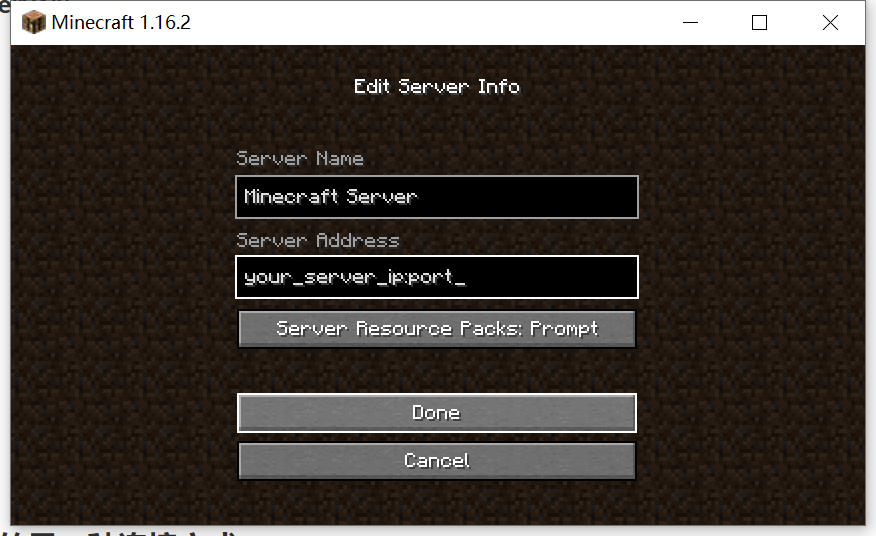 Minecraft 1.16.2
Edit Server Info
Server Name
Minecraft Server
Server Address
your_server_ip:port_
Server Resource Packs: Prompt
Done
Cancel